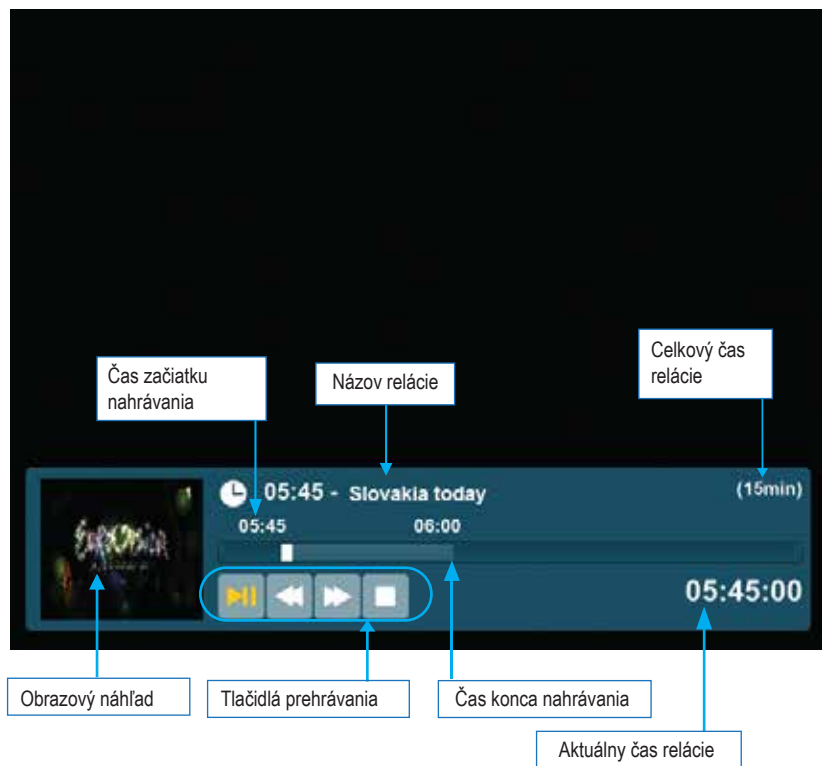 Celkový čas
relácie
Čas začiatku
nahrávania
Názov relácie
05:45 - Slovakia today
(15min)
05:45
06:00
05:45:00
Obrazový náhľad
Tlačidlá prehrávania
Čas konca nahrávania
Aktuálny čas relácie